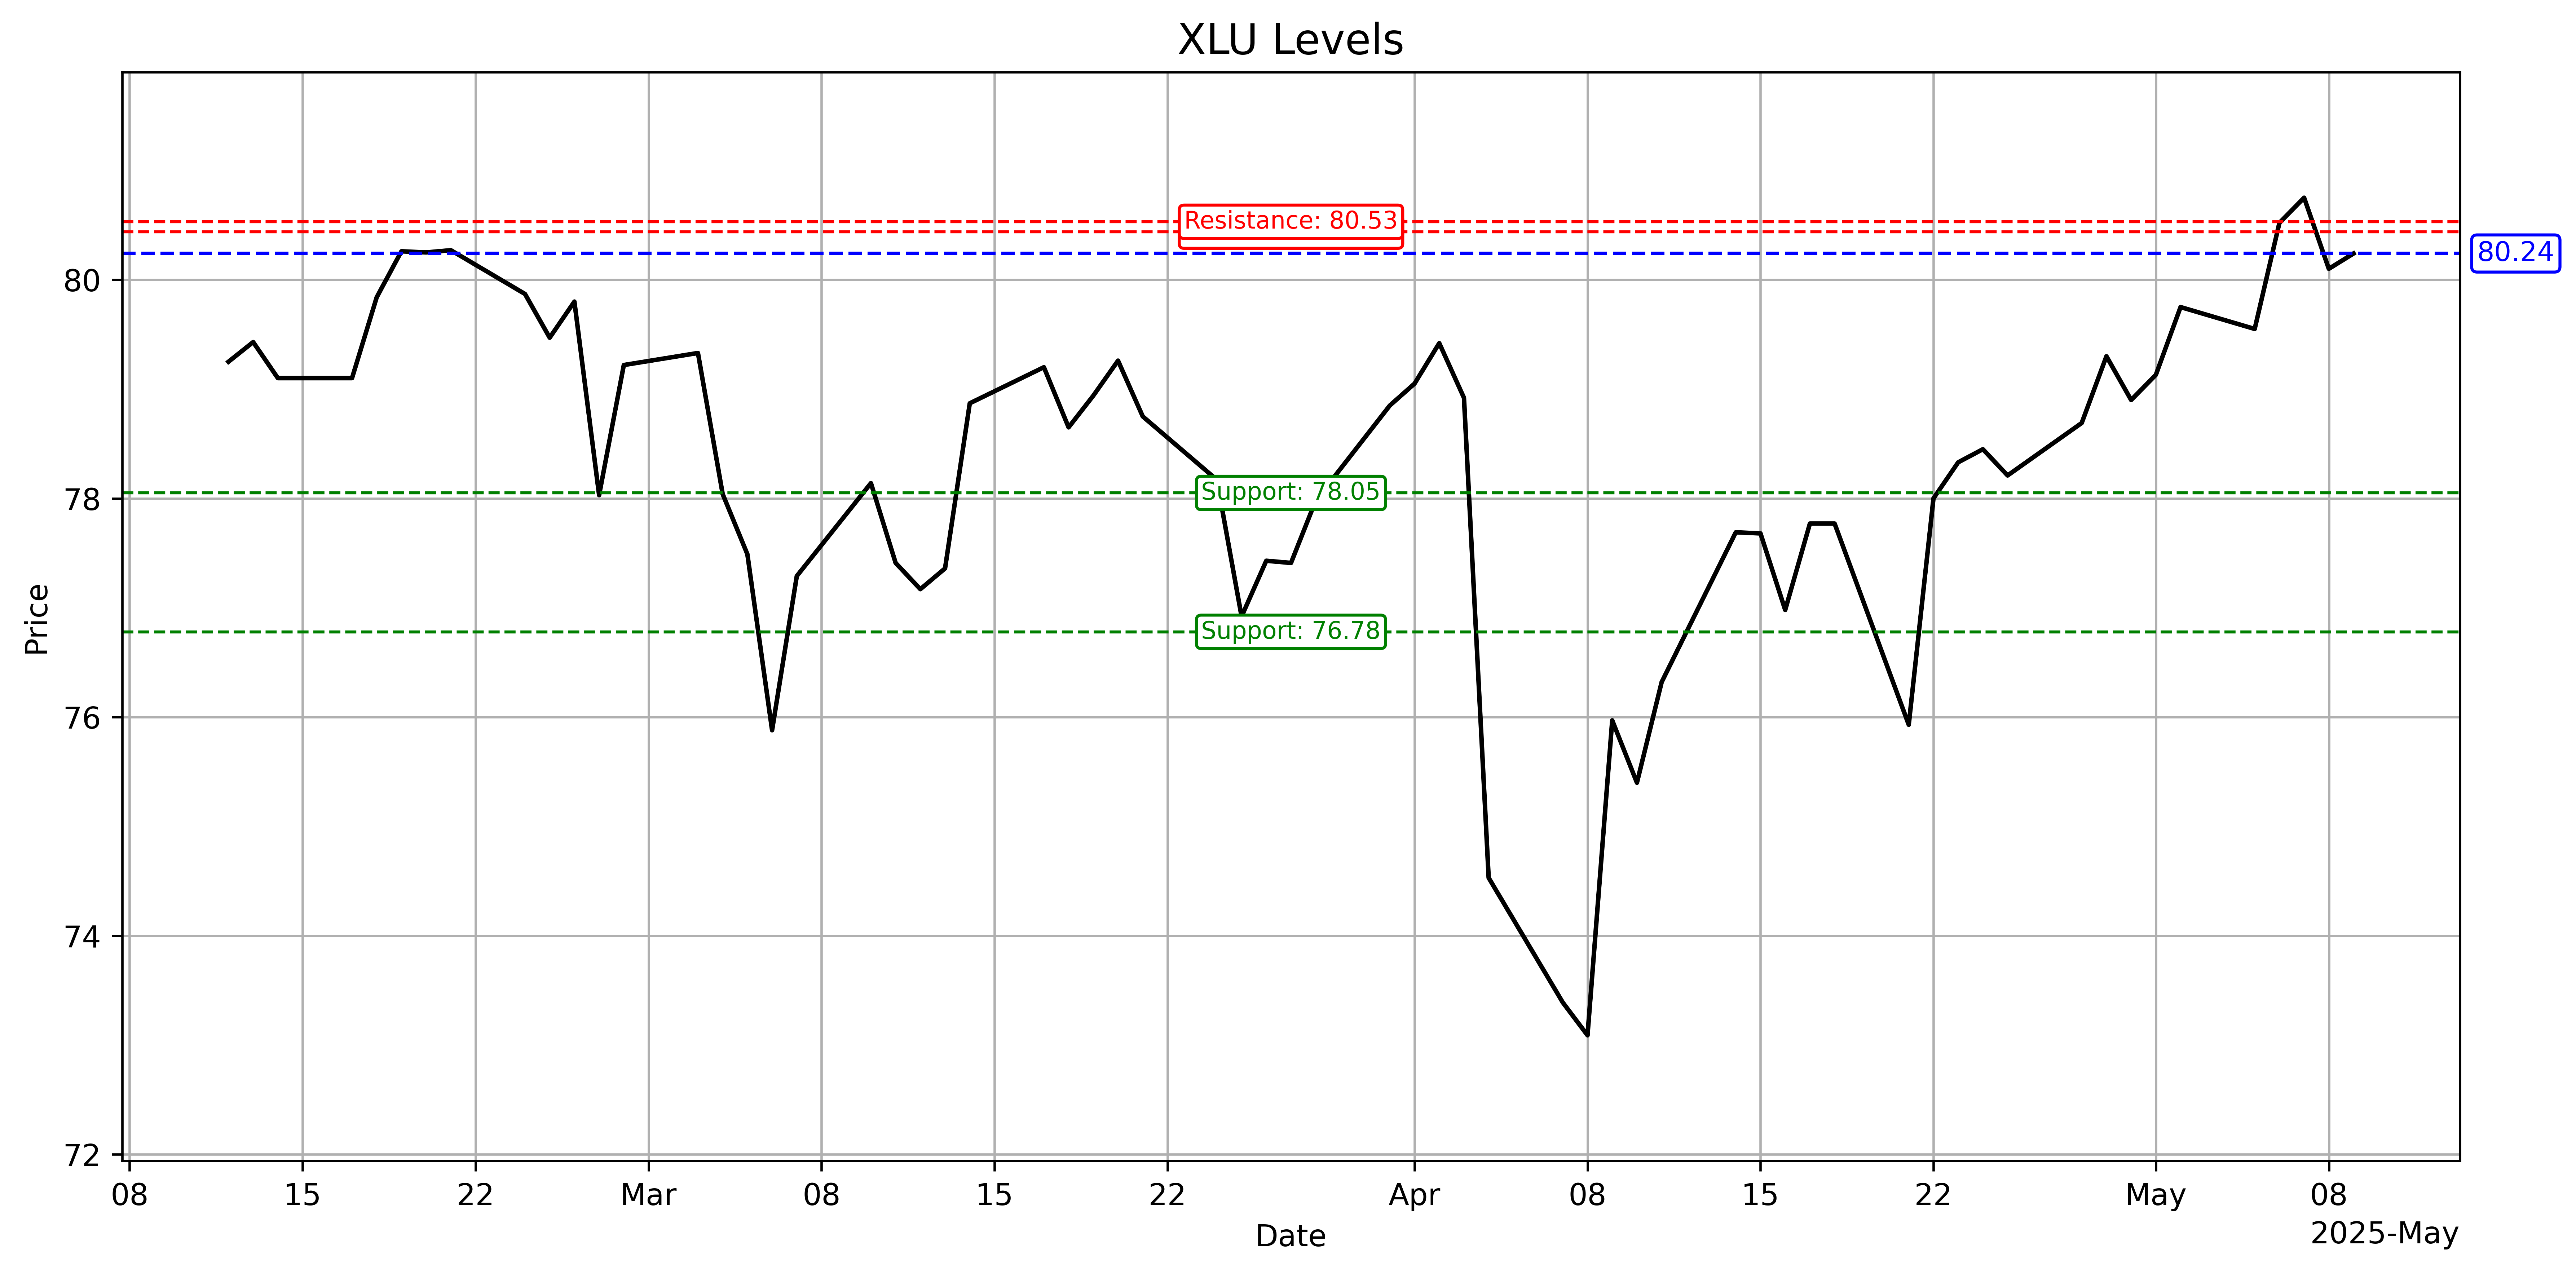 XLU Levels
Resistance: 80.53
80.24
80
78
76
74
72
Support: 78.05
Support: 76.78
Price
08 15 22 Mar 08 15 22 Apr 08 15 22 May 08
2025-May
Date